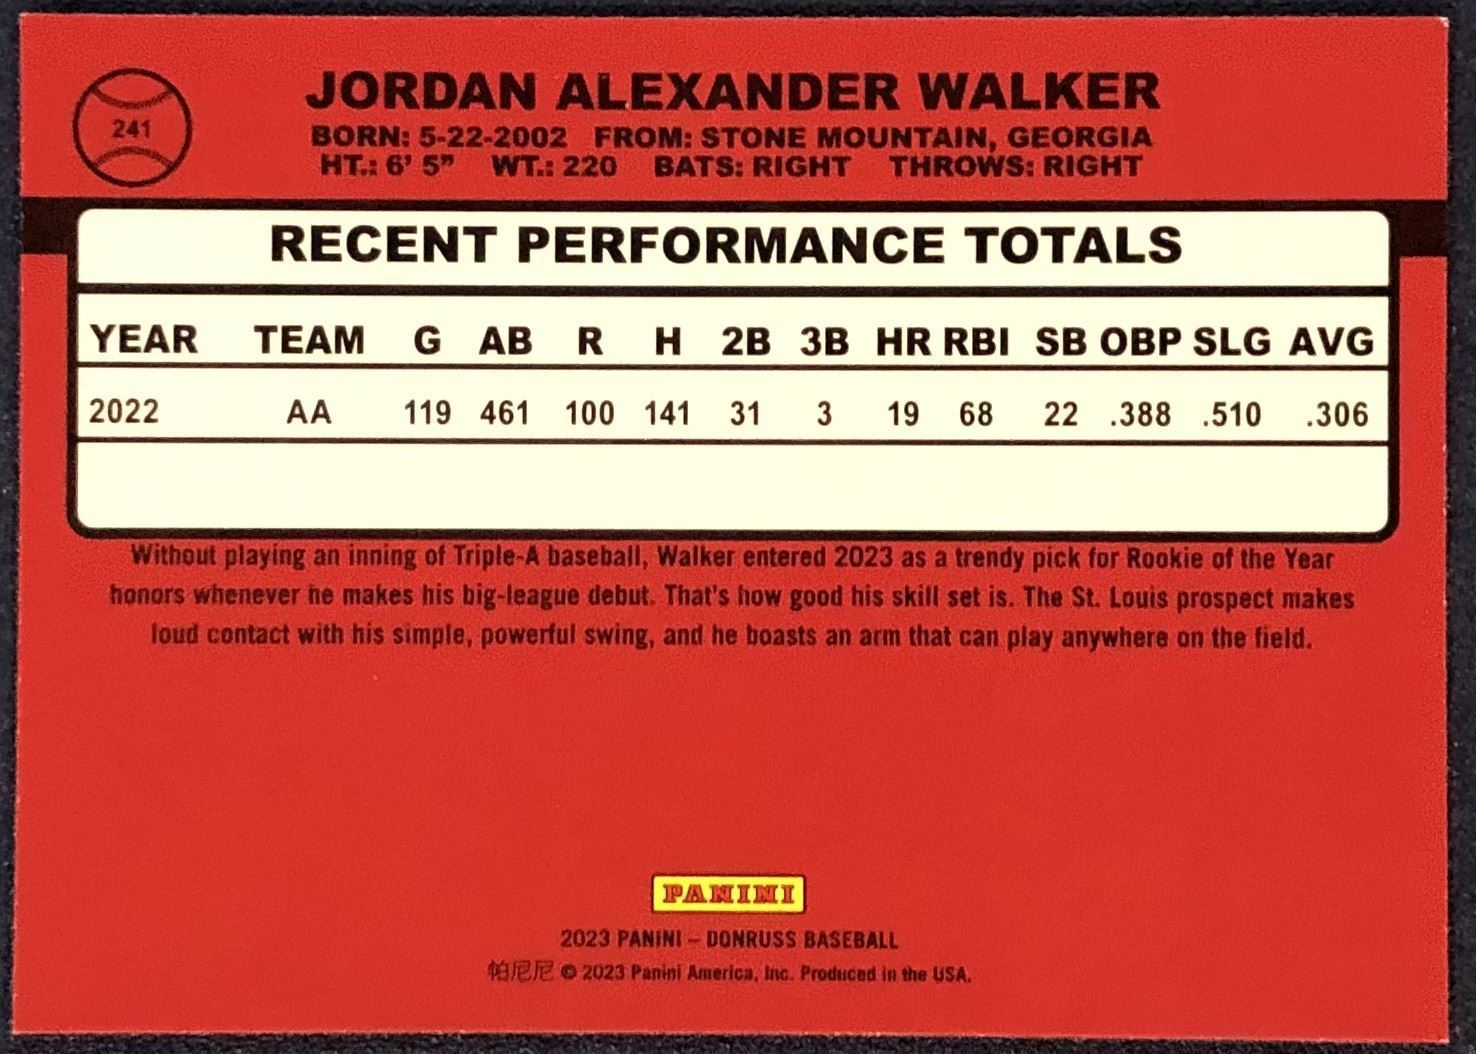 241
JORDAN ALEXANDER WALKER
BORN: 5-22-2002 FROM: STONE MOUNTAIN, GEORGIA
HT.: 6' 5" WT.: 220 BATS: RIGHT THROWS: RIGHT
RECENT PERFORMANCE TOTALS
YEAR TEAM G AB R H 2B 3B HR RBI SB OBP SLG AVG
2022 AA 119 461 100 141 31 3 19 68 22 .388 .510 .306
Without playing an inning of Triple-A baseball, Walker entered 2023 as a trendy pick for Rookie of the Year
honors whenever he makes his big-league debut. That's how good his skill set is. The St. Louis prospect makes
loud contact with his simple, powerful swing, and he boasts an arm that can play anywhere on the field.
PANINI
2023 PANINI – DONRUSS BASEBALL
帕尼尼 © 2023 Panini America, Inc. Produced in the USA.